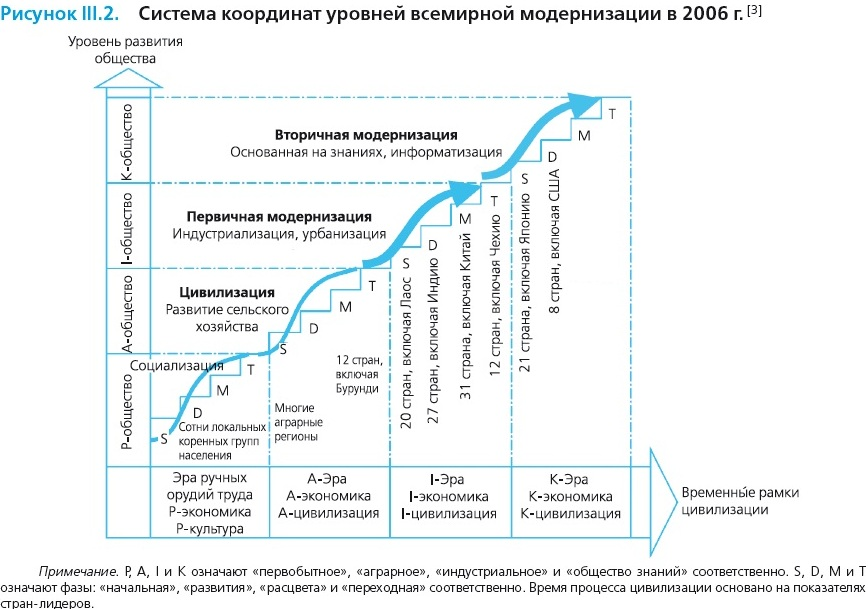 Рисунок III.2. Система координат уровней всемирной модернизации в 2006 г. [3]
Уровень развития
общества
К-общество
I-общество
А-общество
Р-общество
Вторичная модернизация
Основанная на знаниях, информатизация
Первичная модернизация
Индустриализация, урбанизация
Цивилизация
Развитие сельского
хозяйства
Социализация
S
D
M
T
S
D
M
T
S
D
M
T
S
D
M
T
Сотни локальных
коренных групп
населения
Многие
аграрные
регионы
12 стран,
включая
Бурунди
20 стран, включая Лаос
27 стран, включая Индию
31 страна, включая Китай
12 стран, включая Чехию
21 страна, включая Японию
8 стран, включая США
Эра ручных
орудий труда
Р-экономика
Р-культура
А-Эра
А-экономика
А-цивилизация
I-Эра
I-экономика
I-цивилизация
К-Эра
К-экономика
К-цивилизация
Временны́е рамки
цивилизации
Примечание. Р, А, I и К означают «первобытное», «аграрное», «индустриальное» и «общество знаний» соответственно. S, D, M и T
означают фазы: «начальная», «развития», «расцвета» и «переходная» соответственно. Время процесса цивилизации основано на показателях
стран-лидеров.